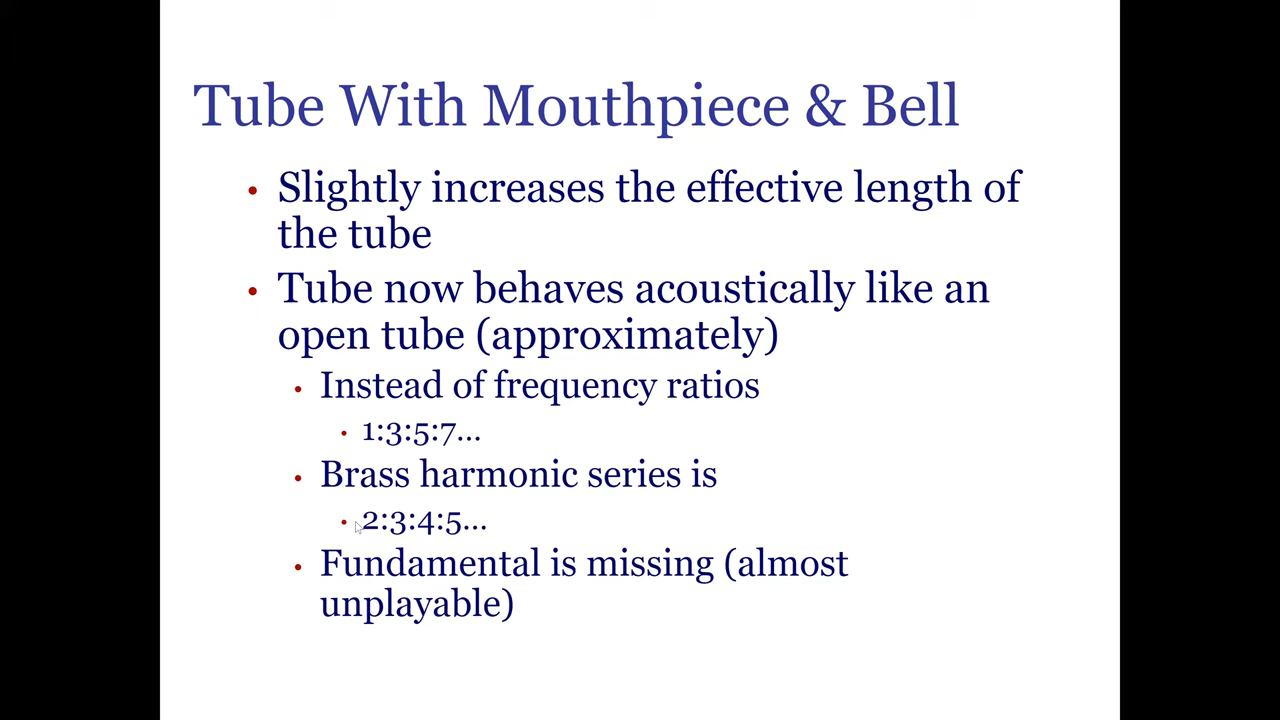 Tube With Mouthpiece & Bell
• Slightly increases the effective length of
the tube
• Tube now behaves acoustically like an
open tube (approximately)
• Instead of frequency ratios
• 1:3:5:7...
• Brass harmonic series is
• 2:3:4:5...
• Fundamental is missing (almost
unplayable)